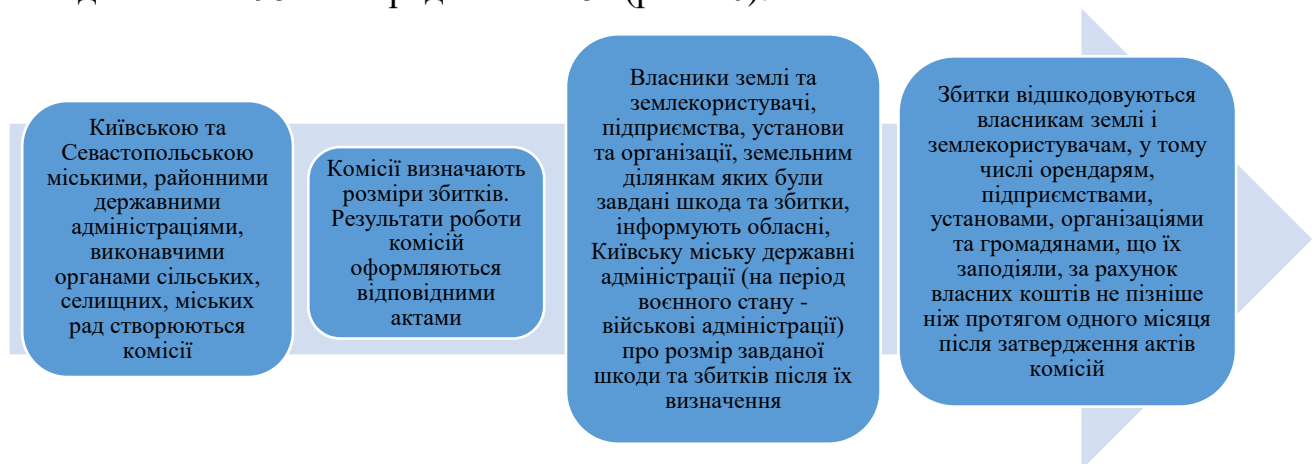 Київською та
Севастопольською
міськими, районними
державними
адміністраціями,
виконавчими
органами сільських,
селищних, міських
рад створюються
комісії
Комісії визначають
розміри збитків.
Результати роботи
комісій
оформляються
відповідними
актами
Власники землі та
землекористувачі,
підприємства, установи
та організації, земельним
ділянкам яких були
завдані шкода та збитки,
інформують обласні,
Київську міську державні
адміністрації (на період
воєнного стану -
військові адміністрації)
про розмір завданої
шкоди та збитків після їх
визначення
Збитки відшкодовуються
власникам землі і
землекористувачам, у тому
числі орендарям,
підприємствами,
установами, організаціями
та громадянами, що їх
заподіяли, за рахунок
власних коштів не пізніше
ніж протягом одного місяця
після затвердження актів
комісій